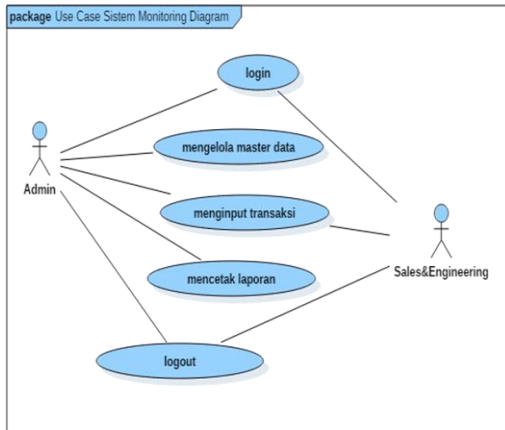 package Use Case Sistem Monitoring Diagram
login
mengelola master data
Admin
menginput transaksi
Sales&Engineering
mencetak laporan
logout